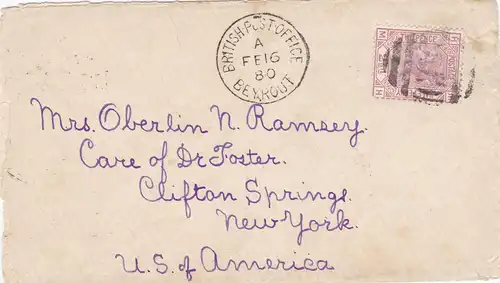 BRITISH POST OFFICE
A
FE 16
80
BEYROUT
Mrs. Oberlin N. Ramsey.
Care of Dr Foster.
Clifton Springs.
New York.
U.S. of America